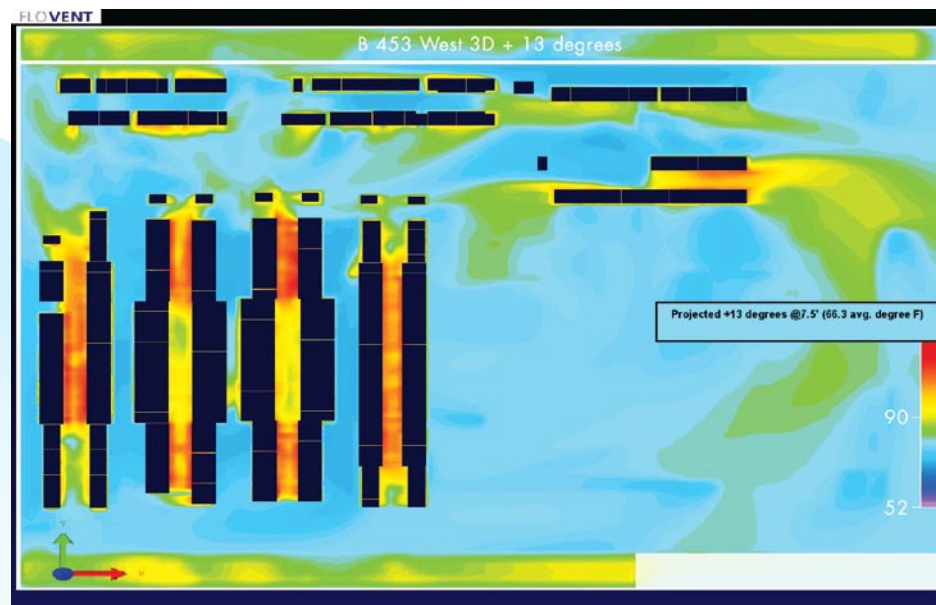 FLOVENT
B 453 West 3D + 13 degrees
Projected +13 degrees @7.5' (66.3 avg. degree F)
90
52